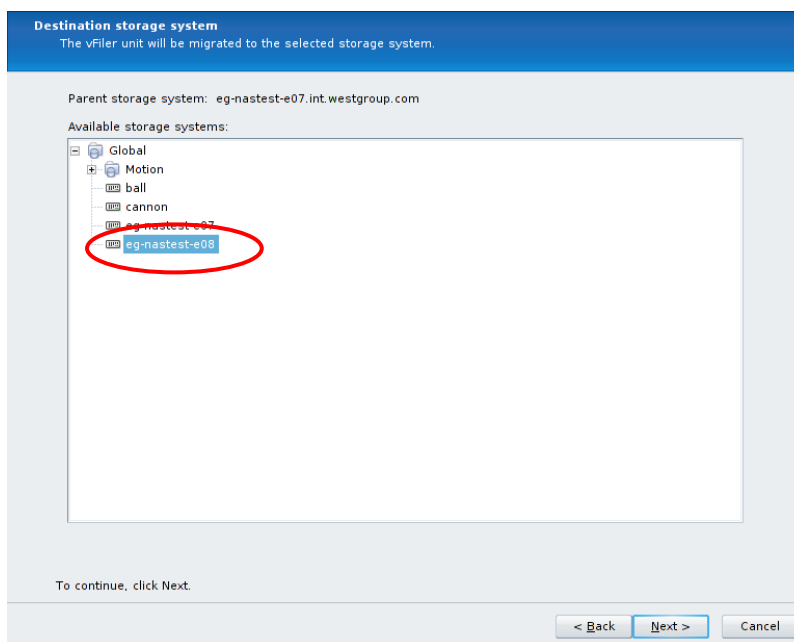 Destination storage system
The vFiler unit will be migrated to the selected storage system.
Parent storage system: eg-nastest-e07.int.westgroup.com
Available storage systems:
Global
Motion
ball
cannon
eg-nastest-e07
eg-nastest-e08
To continue, click Next.
< Back Next > Cancel